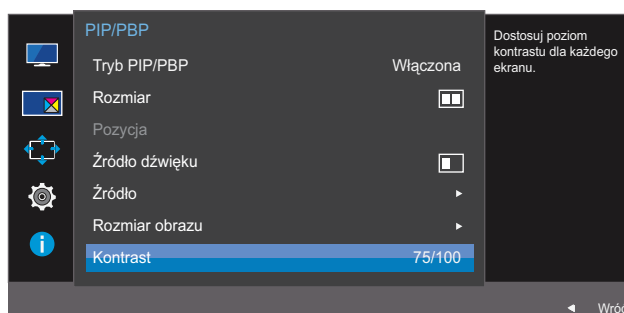 PIP/PBP
Tryb PIP/PBP Włączona
Rozmiar
Pozycja
Źródło dźwięku
Źródło
Rozmiar obrazu
Kontrast 75/100
Dostosuj poziom
kontrastu dla każdego
ekranu.